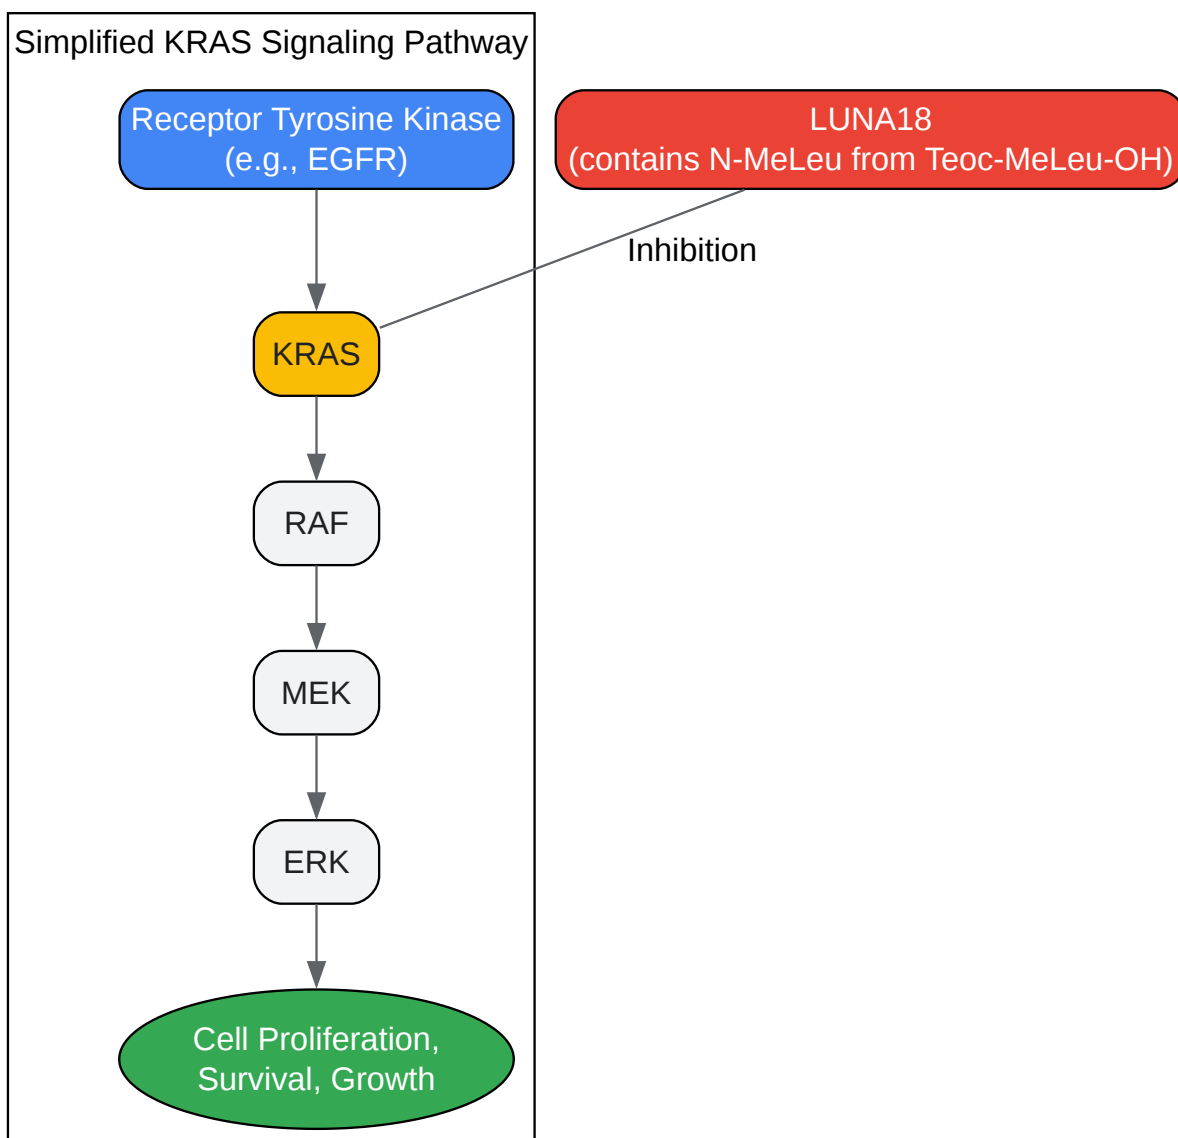 Simplified KRAS Signaling Pathway
Receptor Tyrosine Kinase
(e.g., EGFR)
LUNA18
(contains N-MeLeu from Teoc-MeLeu-OH)
Inhibition
KRAS
RAF
MEK
ERK
Cell Proliferation,
Survival, Growth